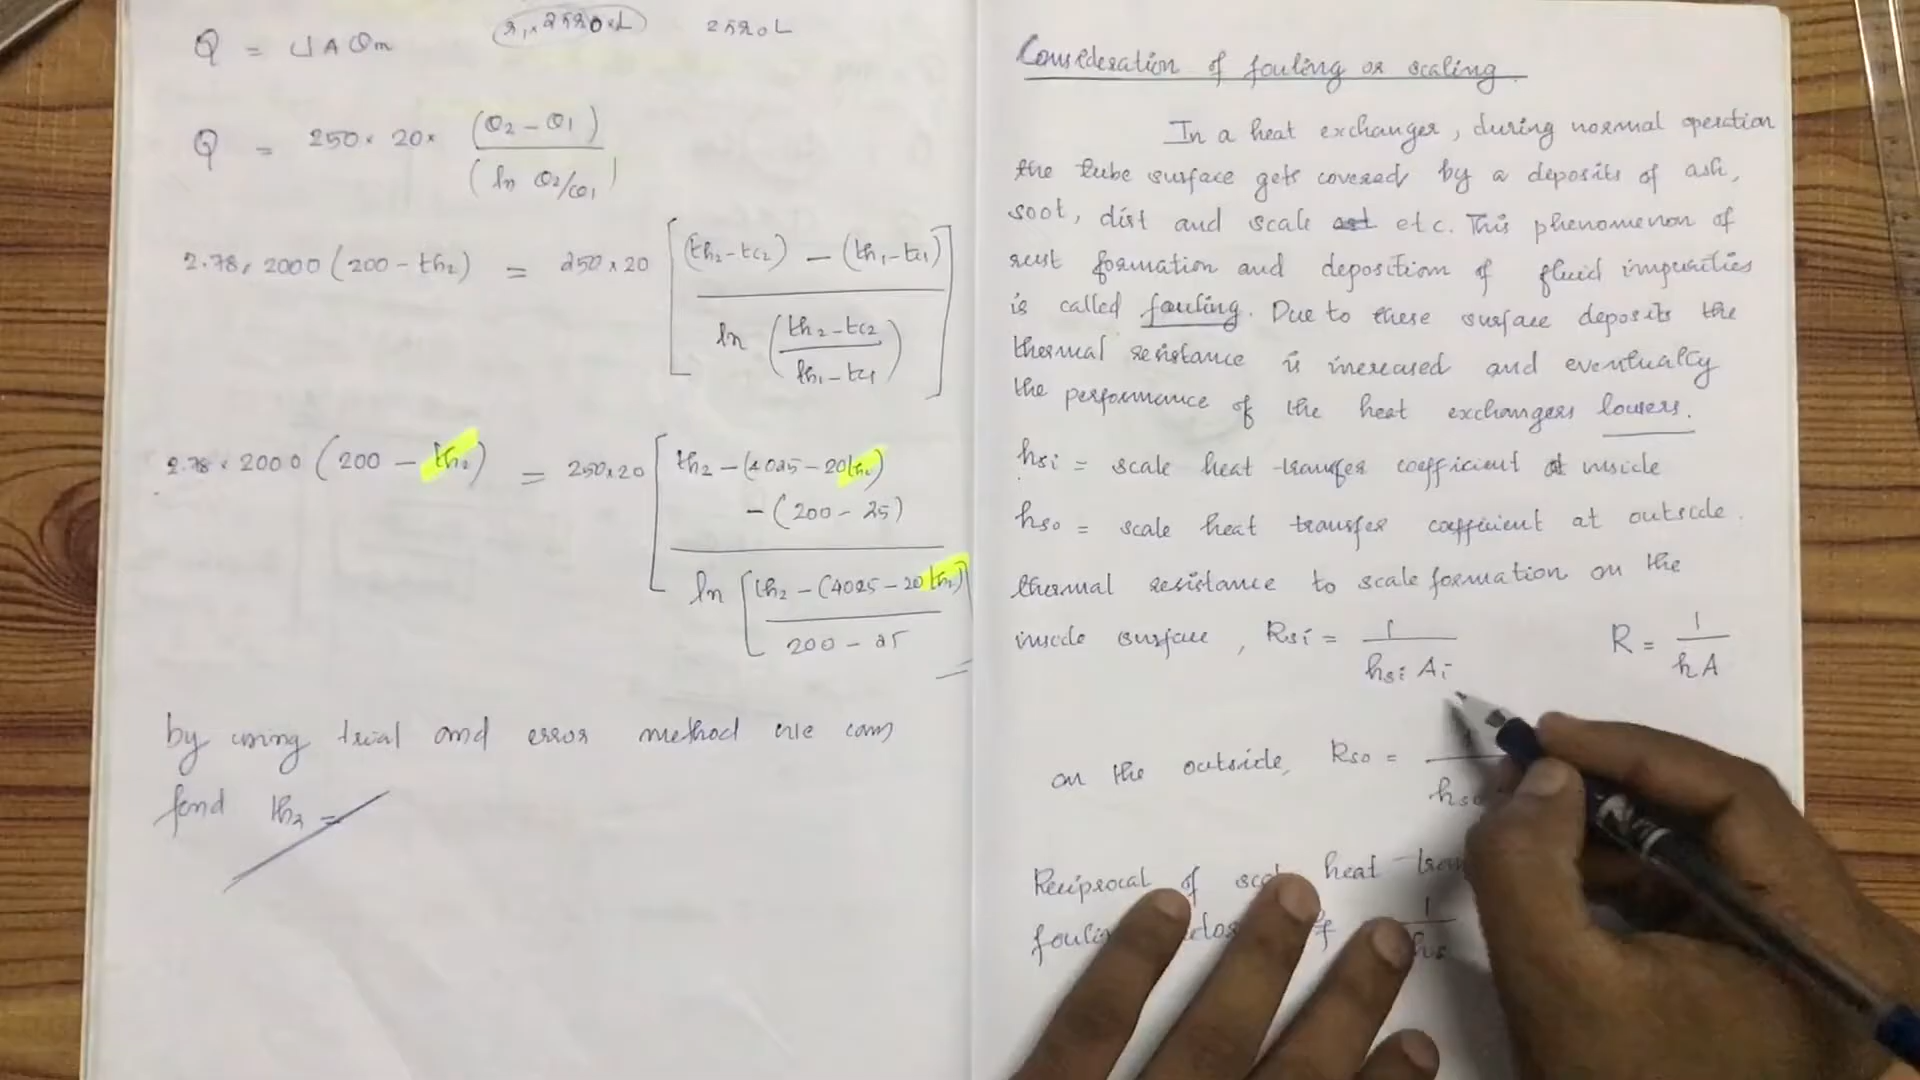 r₁ × 2πr₀ × L 2πr₀L
Q = UAθm
Q = 250 × 20 × (θ2 − θ1) / (ln θ2/θ1)
2.78 × 2000 (200 − th₂) = 250 × 20 [(th₂ − tc₂) − (th₁ − tc₁) / ln (th₂ − tc₂ / th₁ − tc₁)]
2.78 × 2000 (200 − th₂) = 250 × 20 [th₂ − (4025 − 20th₂)
− (200 − 25)
ln [th₂ − (4025 − 20th₂)
200 − 25
by using trial and error method we can
find th₂ =
Consideration of fouling or scaling
In a heat exchanger, during normal operation
the tube surface gets covered by a deposits of ash,
soot, dirt and scale etc. This phenomenon of
rust formation and deposition of fluid impurities
is called fouling. Due to these surface deposits the
thermal resistance is increased and eventually
the performance of the heat exchangers lowers.
hsi = scale heat transfer coefficient at inside
hso = scale heat transfer coefficient at outside.
thermal resistance to scale formation on the
inside surface, Rsi = 1 / hsi Ai R = 1 / hA
on the outside, Rso =
hso
Reciprocal of heat
1
hs